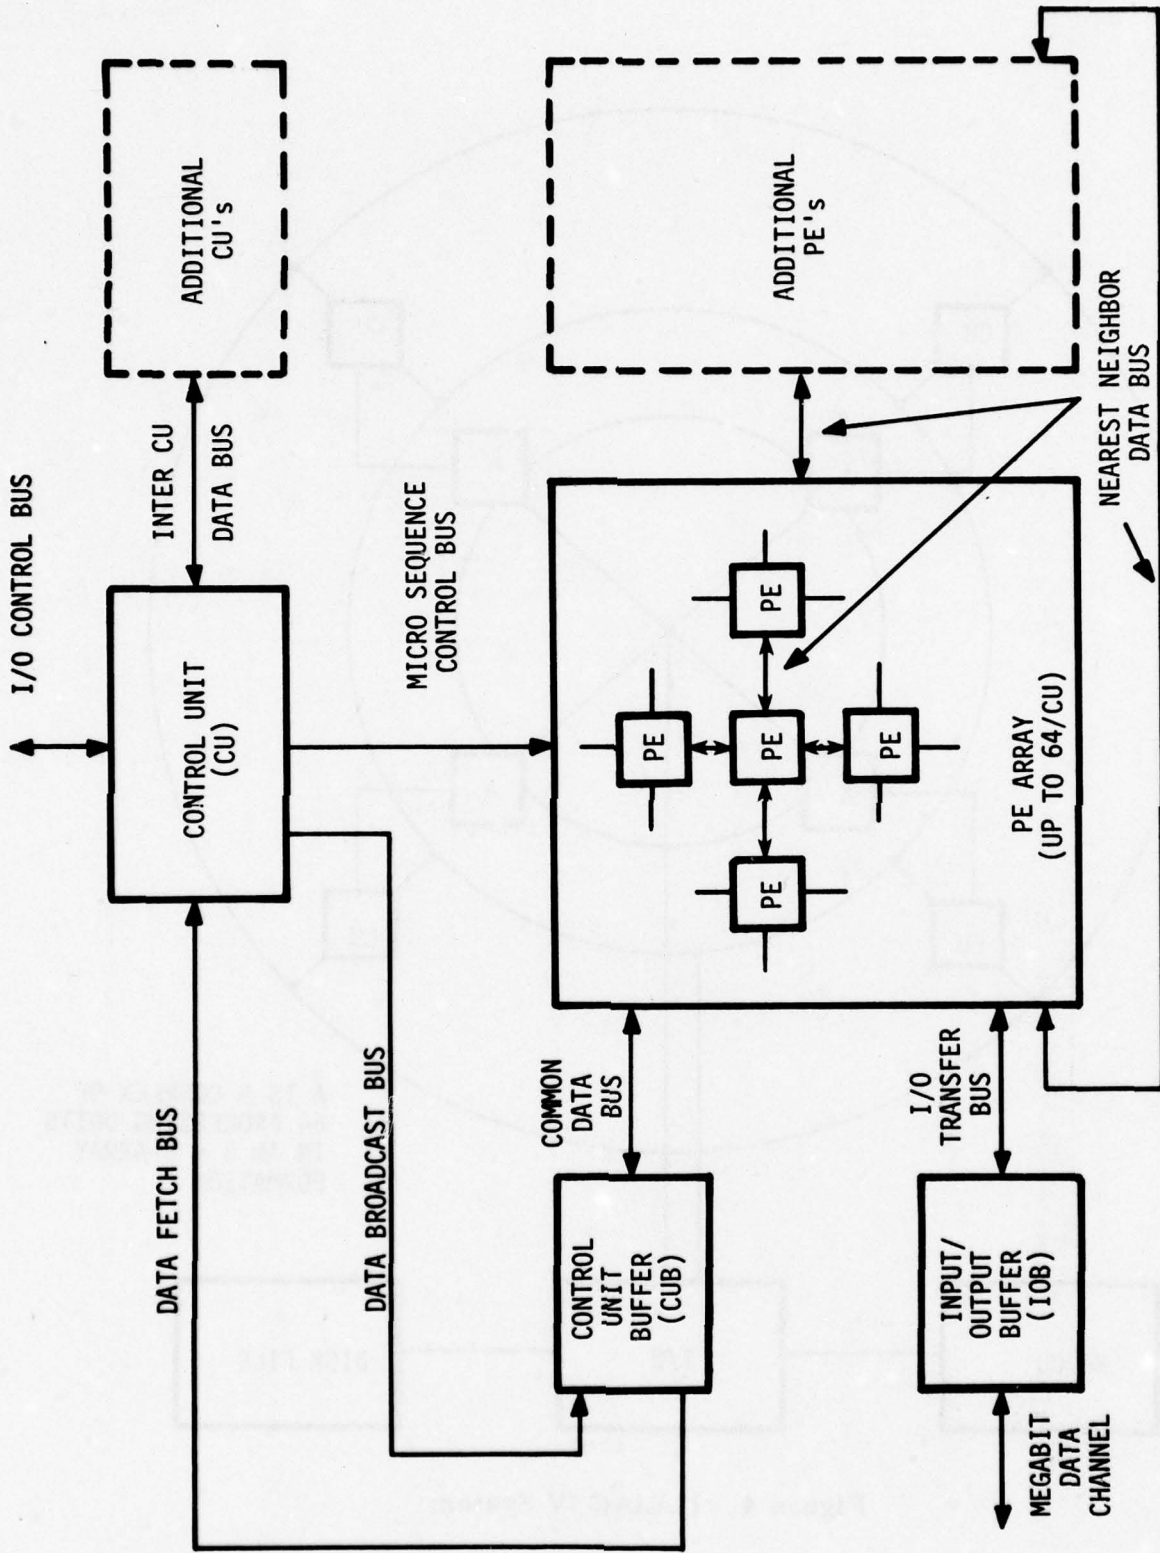 I/O CONTROL BUS
CONTROL UNIT
(CU)
INTER CU
DATA BUS
ADDITIONAL
CU's
DATA FETCH BUS
DATA BROADCAST BUS
MICRO SEQUENCE
CONTROL BUS
CONTROL
UNIT
BUFFER
(CUB)
COMMON
DATA
BUS
PE
PE
PE
PE
PE
PE ARRAY
(UP TO 64/CU)
ADDITIONAL
PE's
INPUT/
OUTPUT
BUFFER
(IOB)
I/O
TRANSFER
BUS
MEGABIT
DATA
CHANNEL
NEAREST NEIGHBOR
DATA BUS